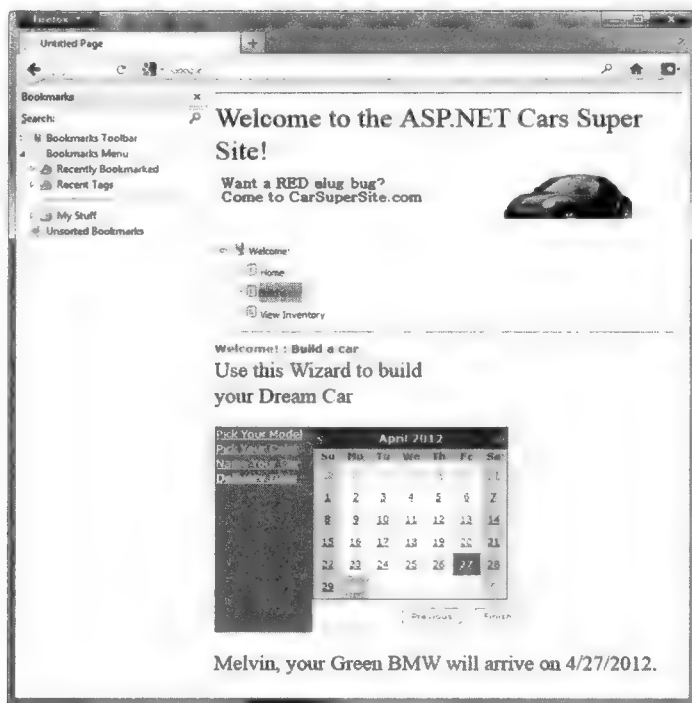 Firefox
Untitled Page
+
Google
Bookmarks x
Search:
Bookmarks Toolbar
Bookmarks Menu
Recently Bookmarked
Recent Tags
My Stuff
Unsorted Bookmarks
Welcome to the ASP.NET Cars Super
Site!
Want a RED slug bug?
Come to CarSuperSite.com
Welcome!
Home
View Inventory
Welcome! : Build a car
Use this Wizard to build
your Dream Car
Pick Your Model
April 2012
Su Mo Tu We Th Fr Sa
1 2 3 4 5 6 7
8 9 10 11 12 13 14
15 16 17 18 19 20 21
22 23 24 25 26 27 28
29
Previous Finish
Melvin, your Green BMW will arrive on 4/27/2012.